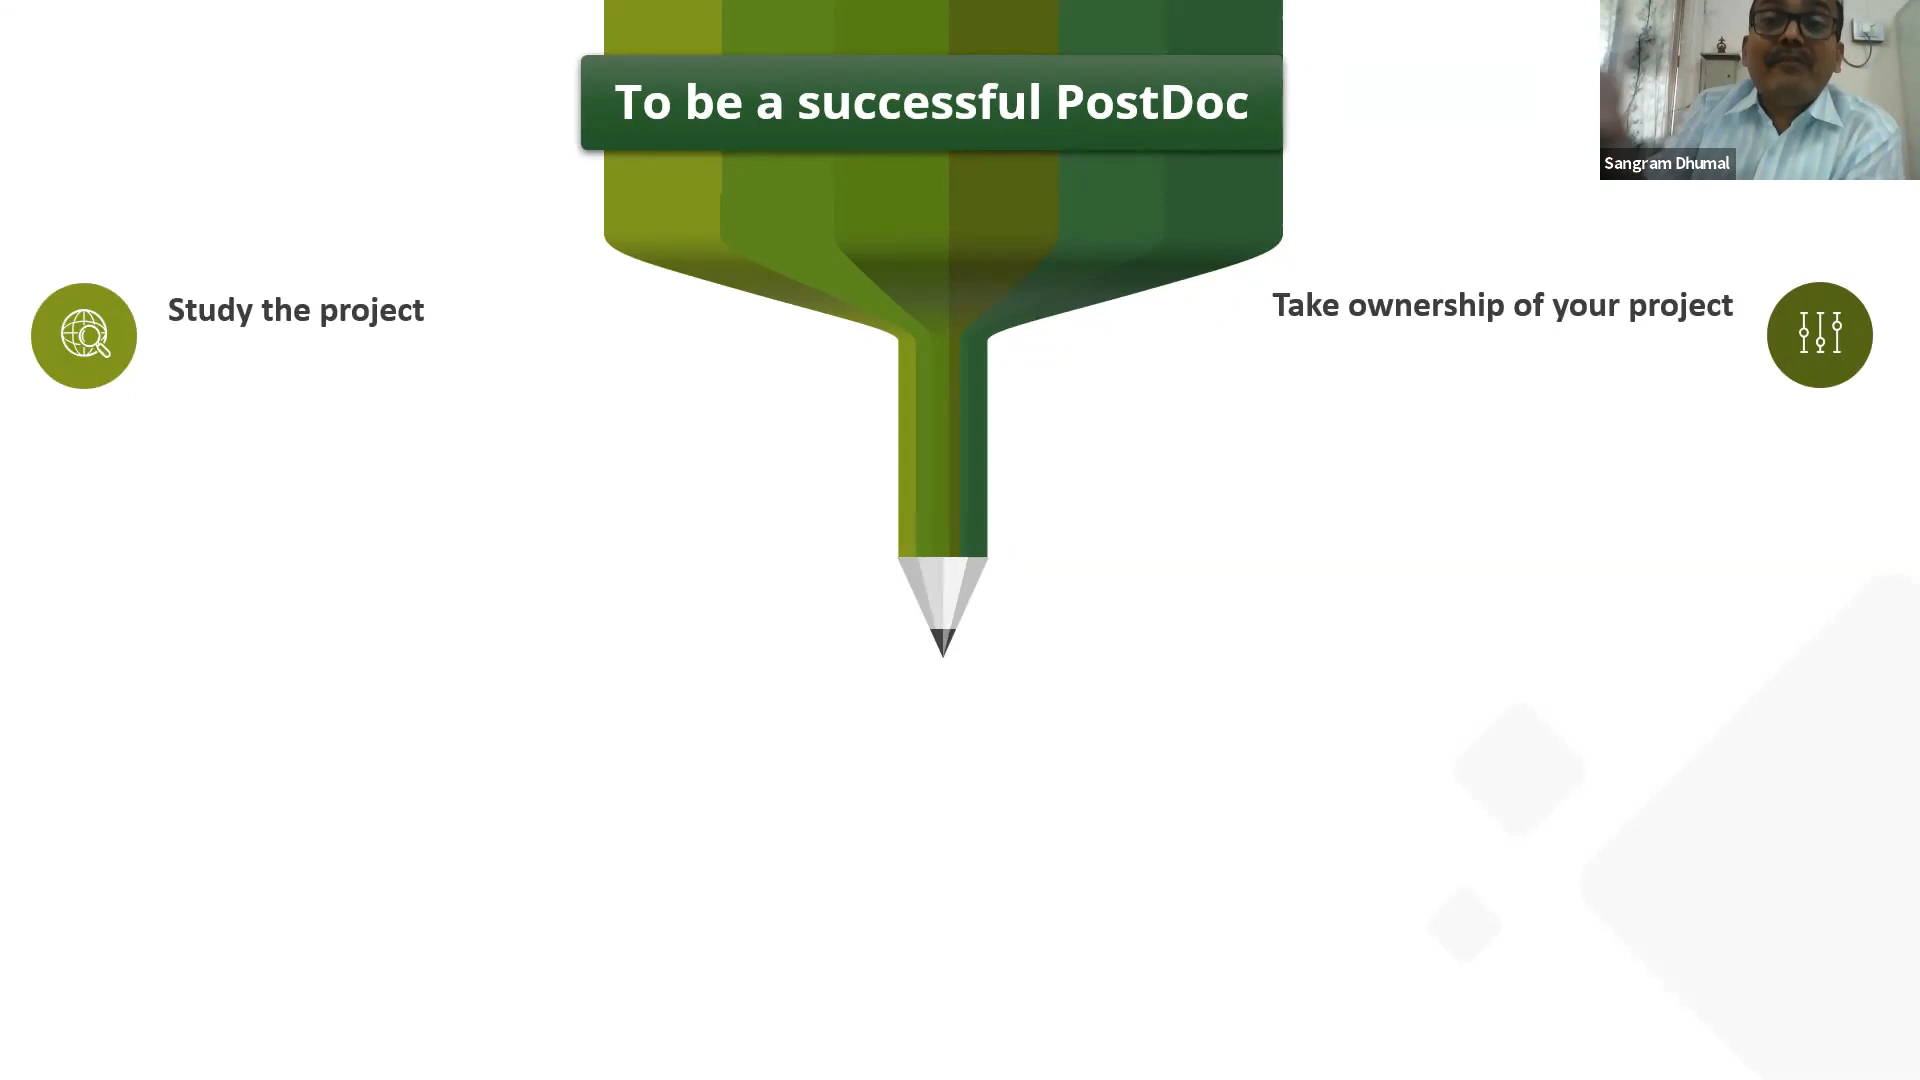 To be a successful PostDoc
Sangram Dhumal
Study the project
Take ownership of your project